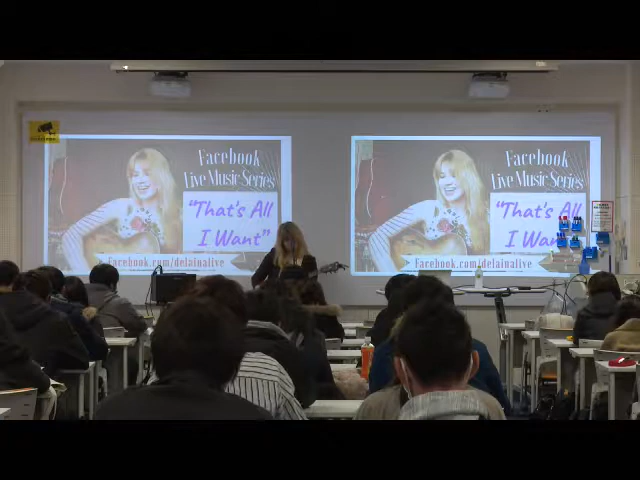 Facebook
Live Music Series
"That's All
I Want"
Facebook.com/delainalive
Facebook
Live Music Series
"That's All
I Wan
Facebook.com/delainalive